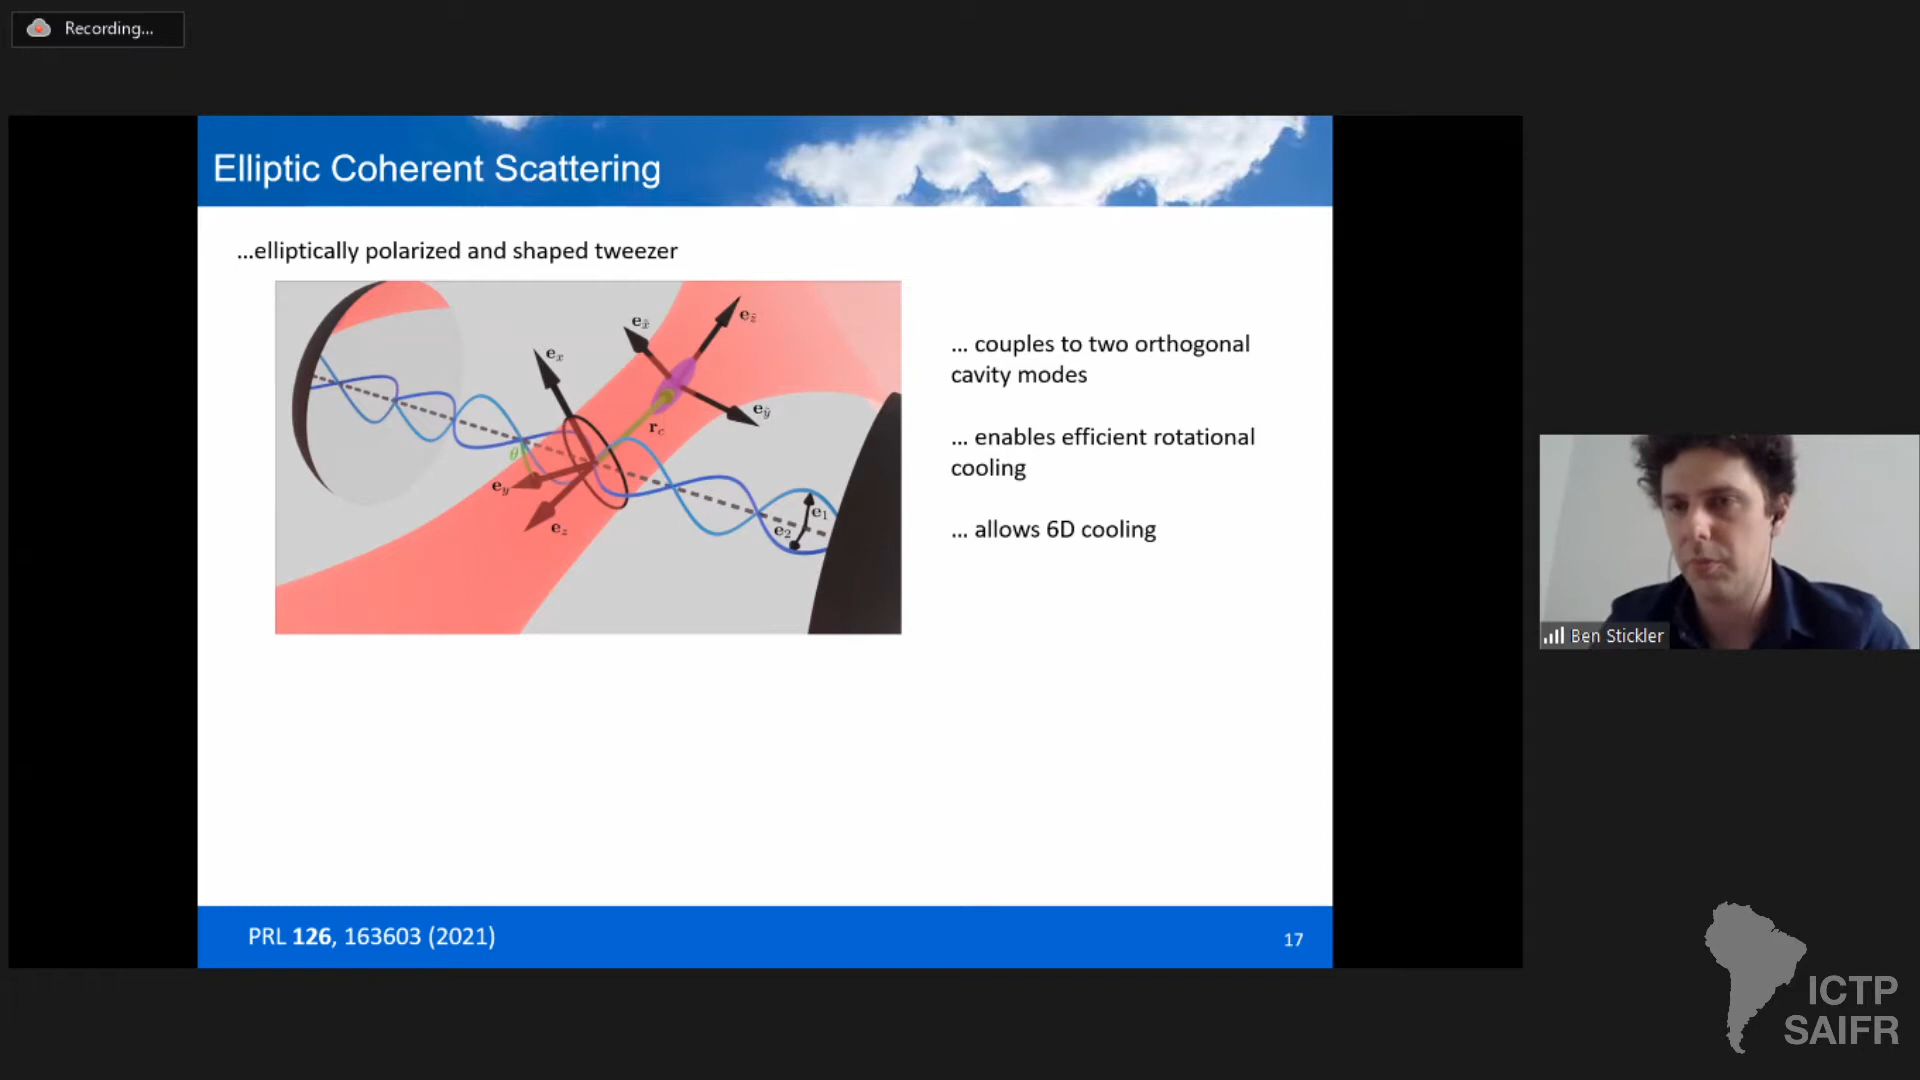 Recording...
Elliptic Coherent Scattering
...elliptically polarized and shaped tweezer
e_x̃
e_z̃
e_x
e_ỹ
r_c
θ
e_y
e_z
e_1
e_2
... couples to two orthogonal
cavity modes
... enables efficient rotational
cooling
... allows 6D cooling
Ben Stickler
PRL 126, 163603 (2021)
17
ICTP
SAIFR